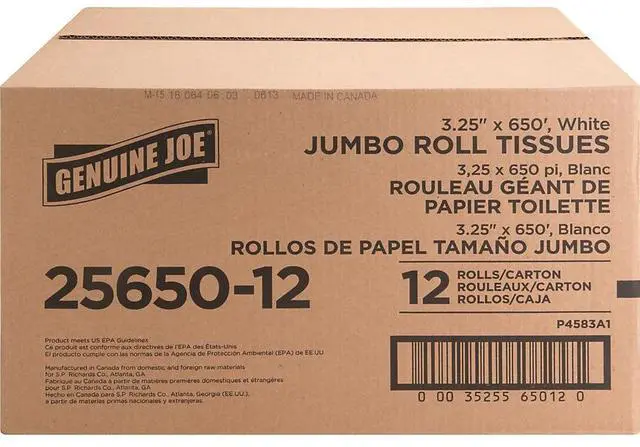 M-15 18 064 06 03 0613 MADE IN CANADA
GENUINE JOE
3.25" x 650', White
JUMBO ROLL TISSUES
3,25 x 650 pi, Blanc
ROULEAU GÉANT DE
PAPIER TOILETTE
3.25" x 650', Blanco
ROLLOS DE PAPEL TAMAÑO JUMBO
25650-12
12
ROLLS/CARTON
ROULEAUX/CARTON
ROLLOS/CAJA
P4583A1
Product meets US EPA Guidelines
Ce produit est conforme aux directives de l'EPA des États-Unis
El producto cumple con las normas de la Agencia de Protección Ambiental (EPA) de EE.UU.
Manufactured in Canada from domestic and foreign raw materials
for S.P. Richards Co., Atlanta, GA
Fabriqué au Canada à partir de matières premières domestiques et étrangères
pour S.P. Richards Co., Atlanta, GA
Hecho en Canadá para S.P. Richards Co., Atlanta, Georgia (EE.UU.),
a partir de materias primas nacionales y extranjeras.
0 00 35255 65012 0